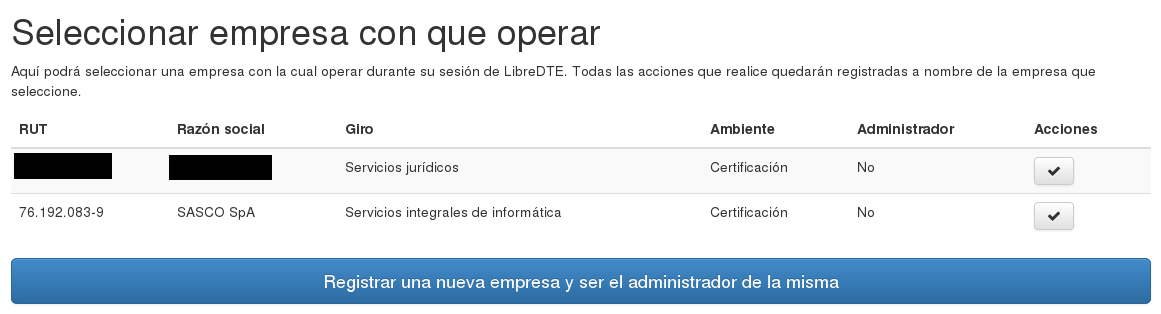 Seleccionar empresa con que operar
Aquí podrá seleccionar una empresa con la cual operar durante su sesión de LibreDTE. Todas las acciones que realice quedarán registradas a nombre de la empresa que
seleccione.
RUT Razón social Giro Ambiente Administrador Acciones
Servicios jurídicos Certificación No
76.192.083-9 SASCO SpA Servicios integrales de informática Certificación No
Registrar una nueva empresa y ser el administrador de la misma